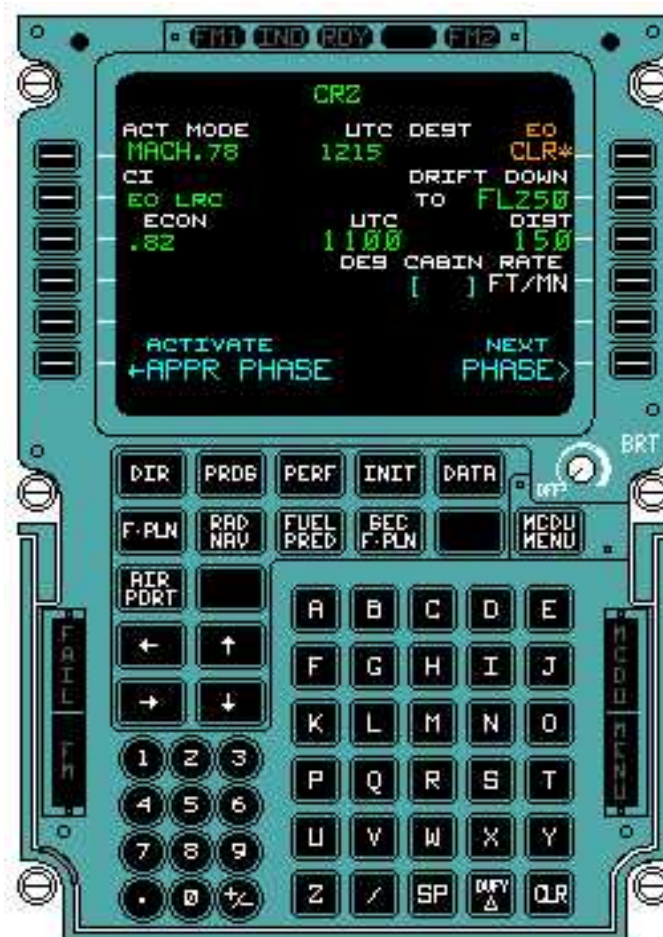 FM1 IND RDY FM2
CRZ
ACT MODE UTC DEST EO
MACH.78 1215 CLR*
CI DRIFT DOWN
EO LRC TO FL250
ECON UTC DIST
.82 1100 150
DES CABIN RATE
[ ] FT/MN
ACTIVATE NEXT
←APPR PHASE PHASE>
BRT
DIR PROG PERF INIT DATA OFF
F-PLN RAD NAV FUEL PRED SEC F-PLN MCDU MENU
AIR PORT
A B C D E
← ↑
F G H I J
FAIL MCDU
→ ↓
K L M N O
FM MENU
1 2 3
P Q R S T
4 5 6
U V W X Y
7 8 9
Z / SP OVFY Δ CLR
. 0 +/-